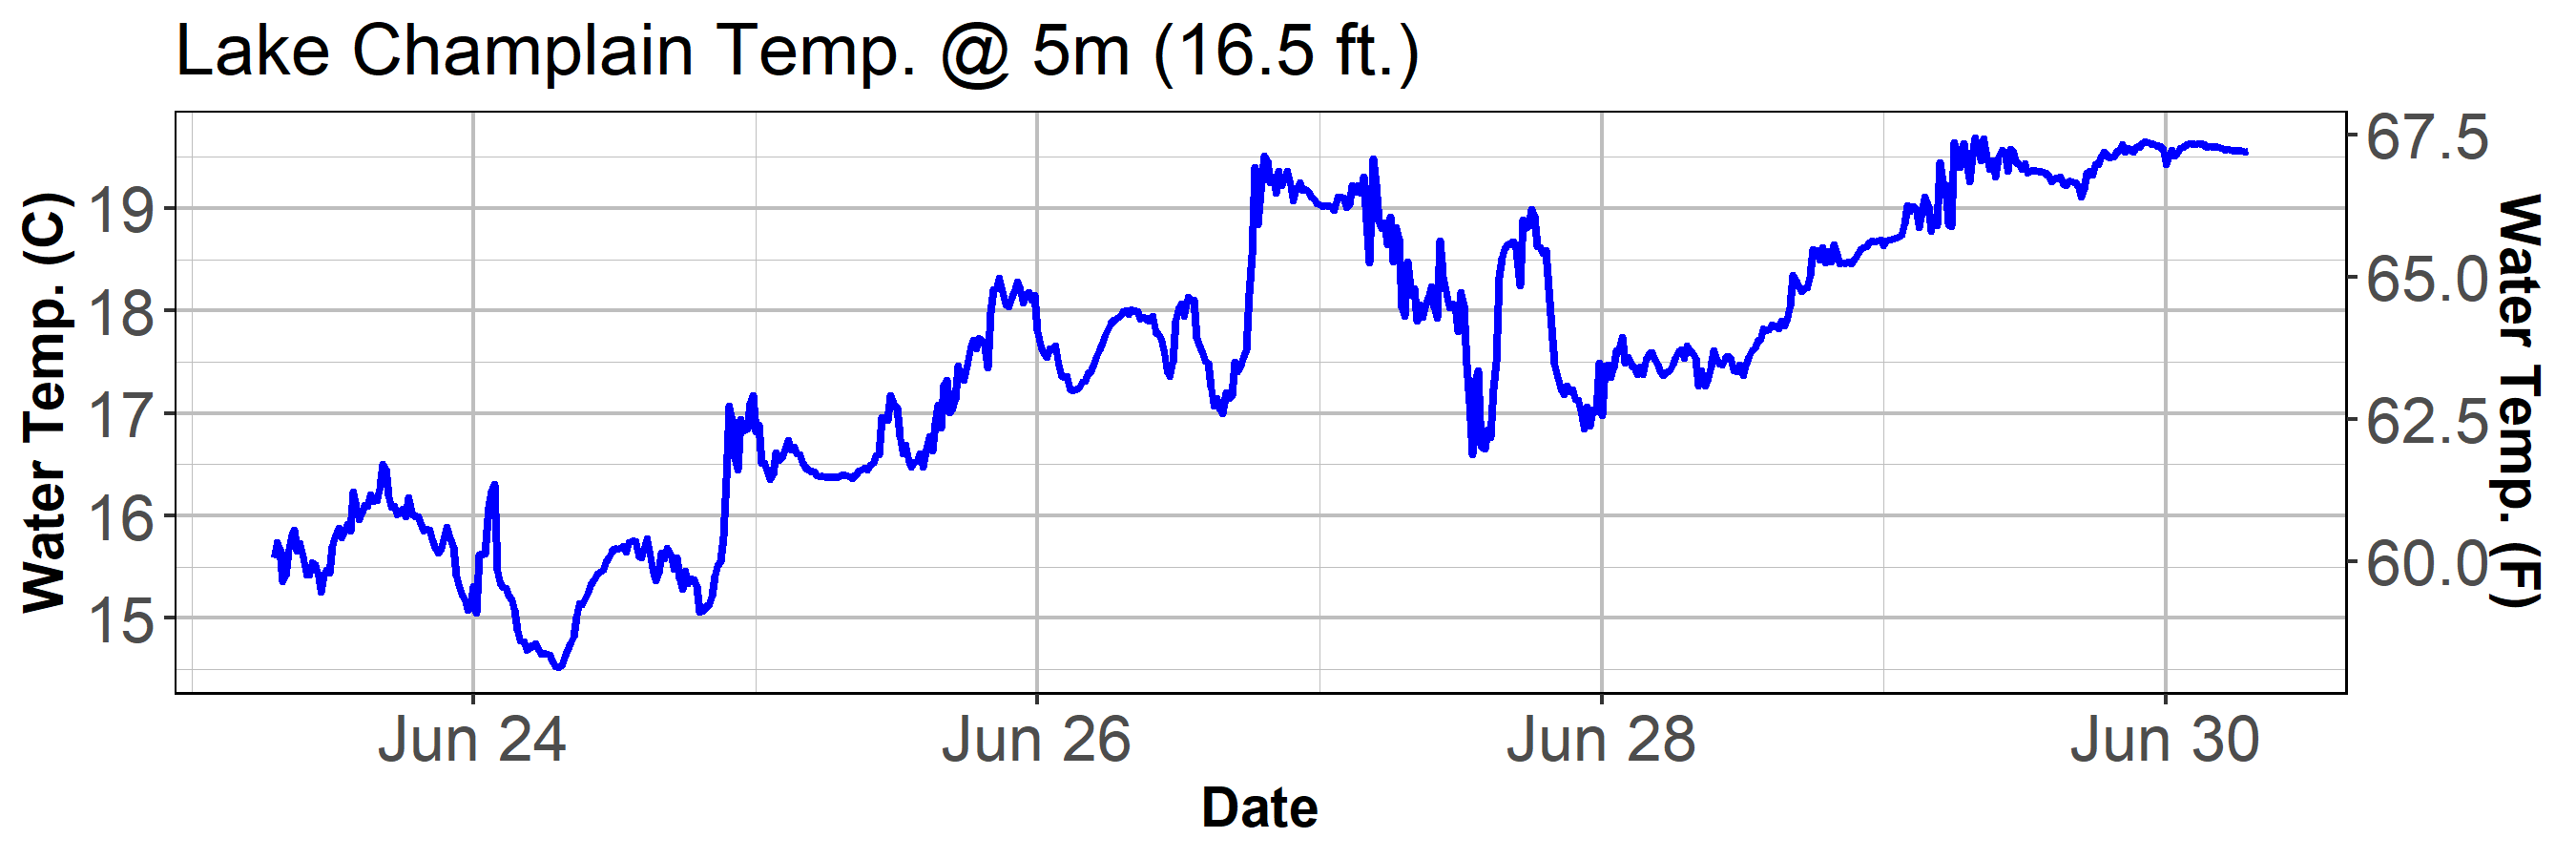 Lake Champlain Temp. @ 5m (16.5 ft.)
Water Temp. (C)
19
18
17
16
15
67.5
65.0
62.5
60.0
Water Temp. (F)
Jun 24 Jun 26 Jun 28 Jun 30
Date